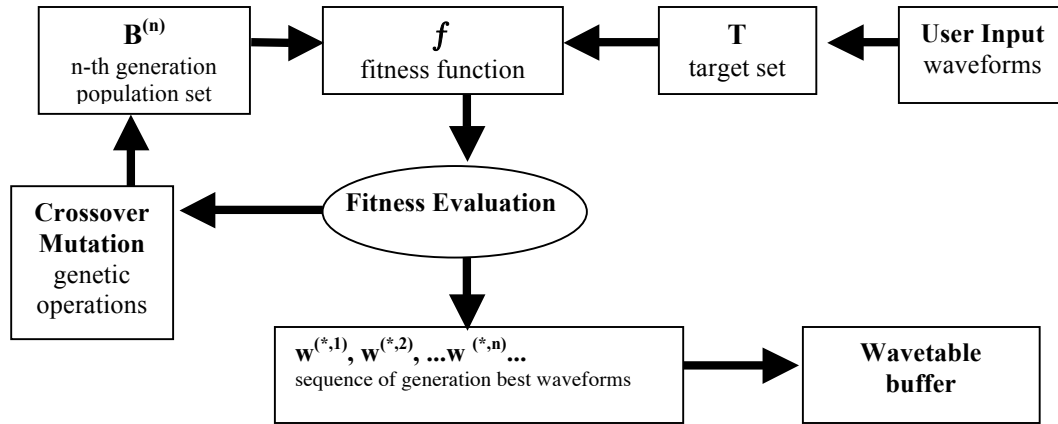 B(n)
n-th generation
population set
f
fitness function
T
target set
User Input
waveforms
Fitness Evaluation
Crossover
Mutation
genetic
operations
w(*,1), w(*,2), ...w (*,n)...
sequence of generation best waveforms
Wavetable
buffer